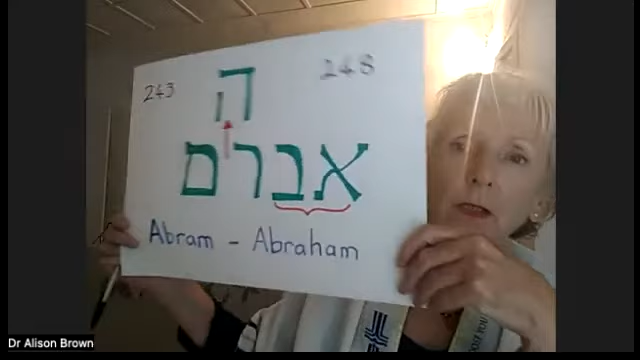 243 ה 248
אברם
Abram - Abraham
Dr Alison Brown